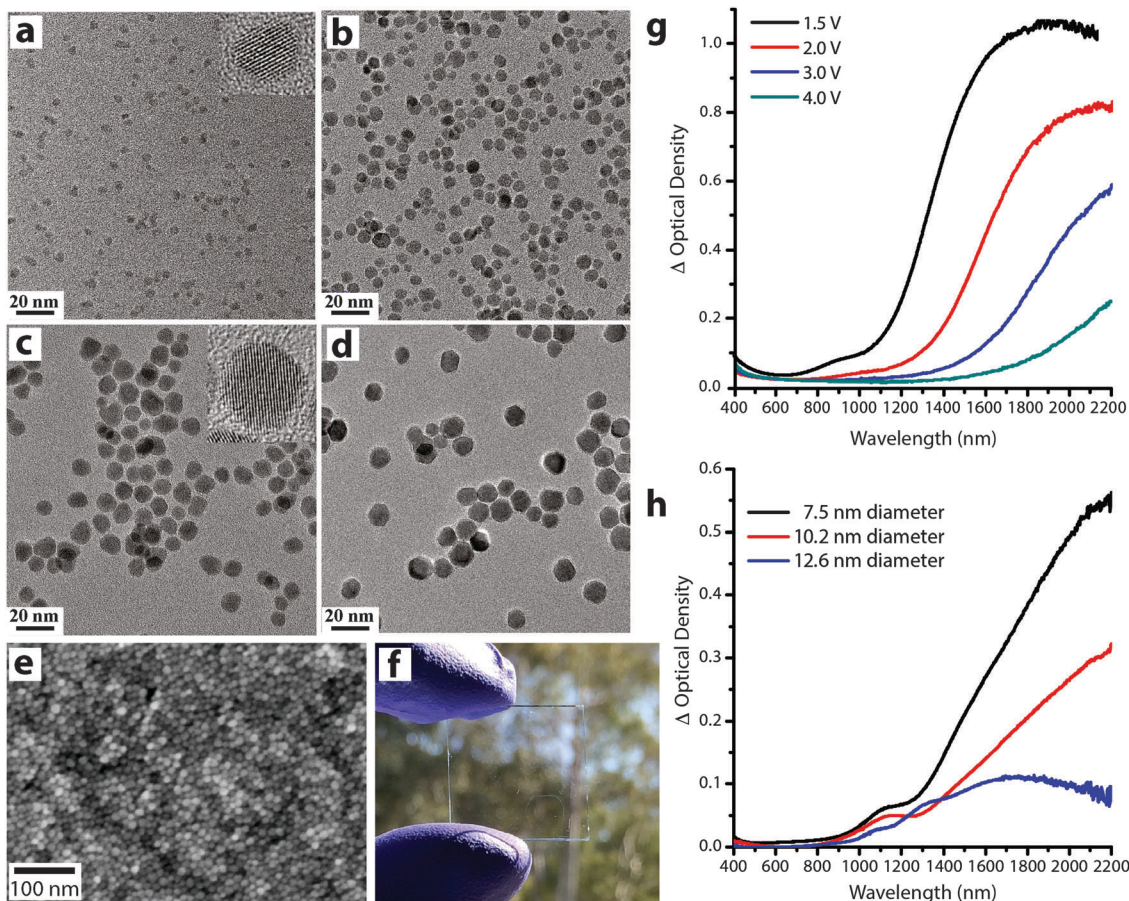 a
20 nm
b
20 nm
c
20 nm
d
20 nm
e
100 nm
f
g
1.5 V
2.0 V
3.0 V
4.0 V
Δ Optical Density
1.0
0.8
0.6
0.4
0.2
0.0
400 600 800 1000 1200 1400 1600 1800 2000 2200
Wavelength (nm)
h
7.5 nm diameter
10.2 nm diameter
12.6 nm diameter
Δ Optical Density
0.6
0.5
0.4
0.3
0.2
0.1
0.0
400 600 800 1000 1200 1400 1600 1800 2000 2200
Wavelength (nm)